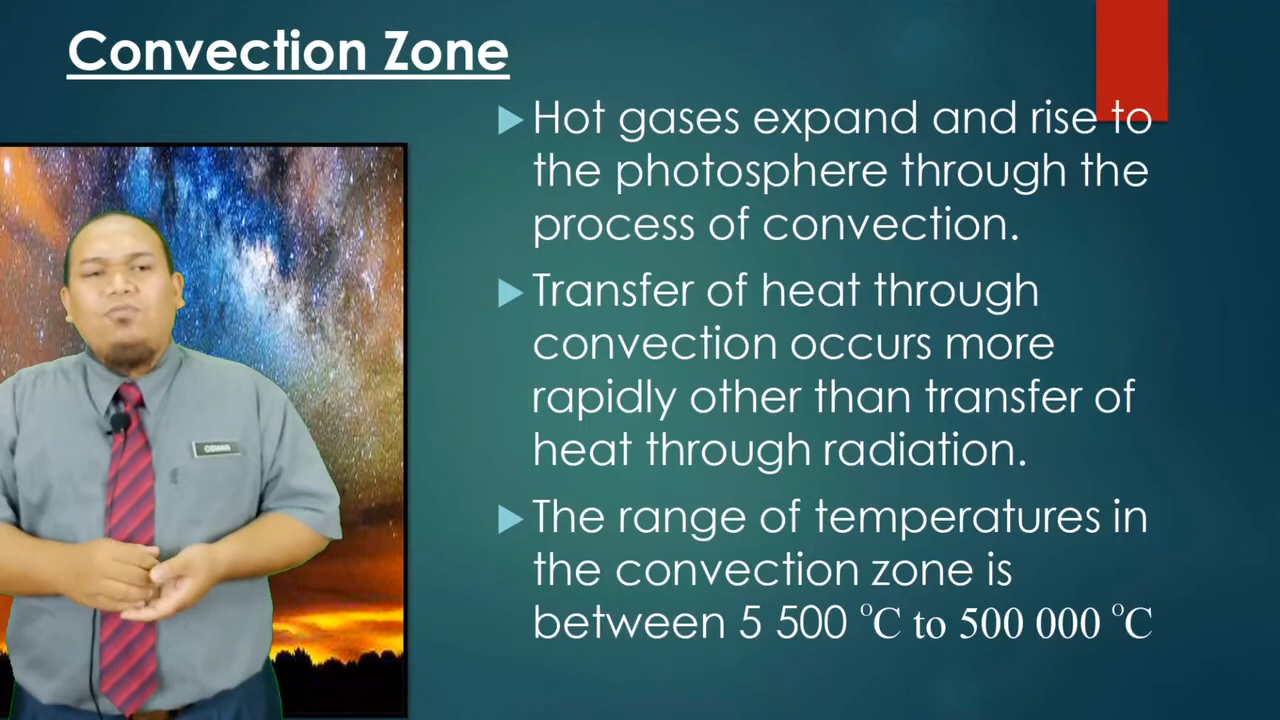 Convection Zone
Hot gases expand and rise to
the photosphere through the
process of convection.
Transfer of heat through
convection occurs more
rapidly other than transfer of
heat through radiation.
The range of temperatures in
the convection zone is
between 5 500 °C to 500 000 °C
OSMAN